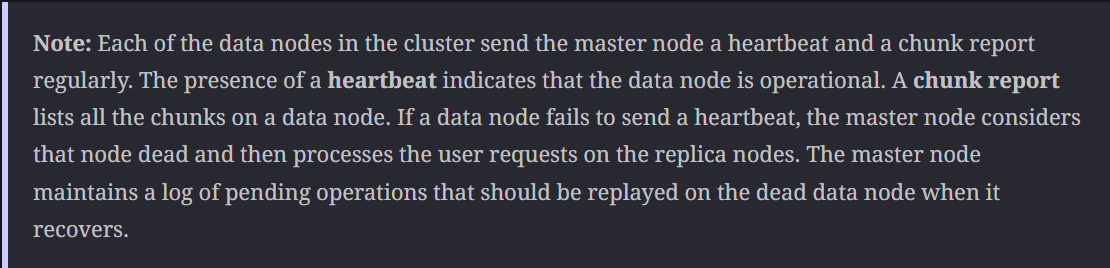 Note: Each of the data nodes in the cluster send the master node a heartbeat and a chunk report
regularly. The presence of a heartbeat indicates that the data node is operational. A chunk report
lists all the chunks on a data node. If a data node fails to send a heartbeat, the master node considers
that node dead and then processes the user requests on the replica nodes. The master node
maintains a log of pending operations that should be replayed on the dead data node when it
recovers.